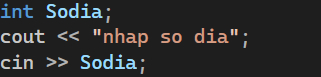 int Sodia;
cout << "nhap so dia";
cin >> Sodia;